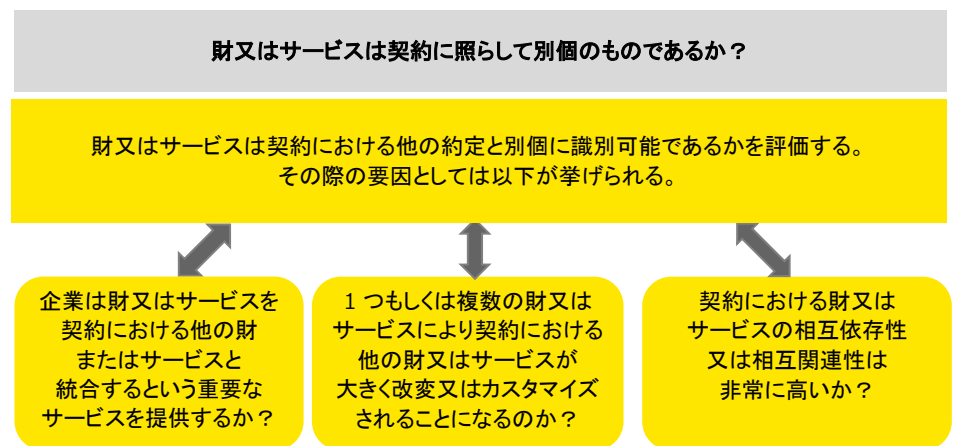 財又はサービスは契約に照らして別個のものであるか？
財又はサービスは契約における他の約定と別個に識別可能であるかを評価する。
その際の要因としては以下が挙げられる。
企業は財又はサービスを
契約における他の財
またはサービスと
統合するという重要な
サービスを提供するか？
1 つもしくは複数の財又は
サービスにより契約における
他の財又はサービスが
大きく改変又はカスタマイズ
されることになるのか？
契約における財又は
サービスの相互依存性
又は相互関連性は
非常に高いか？